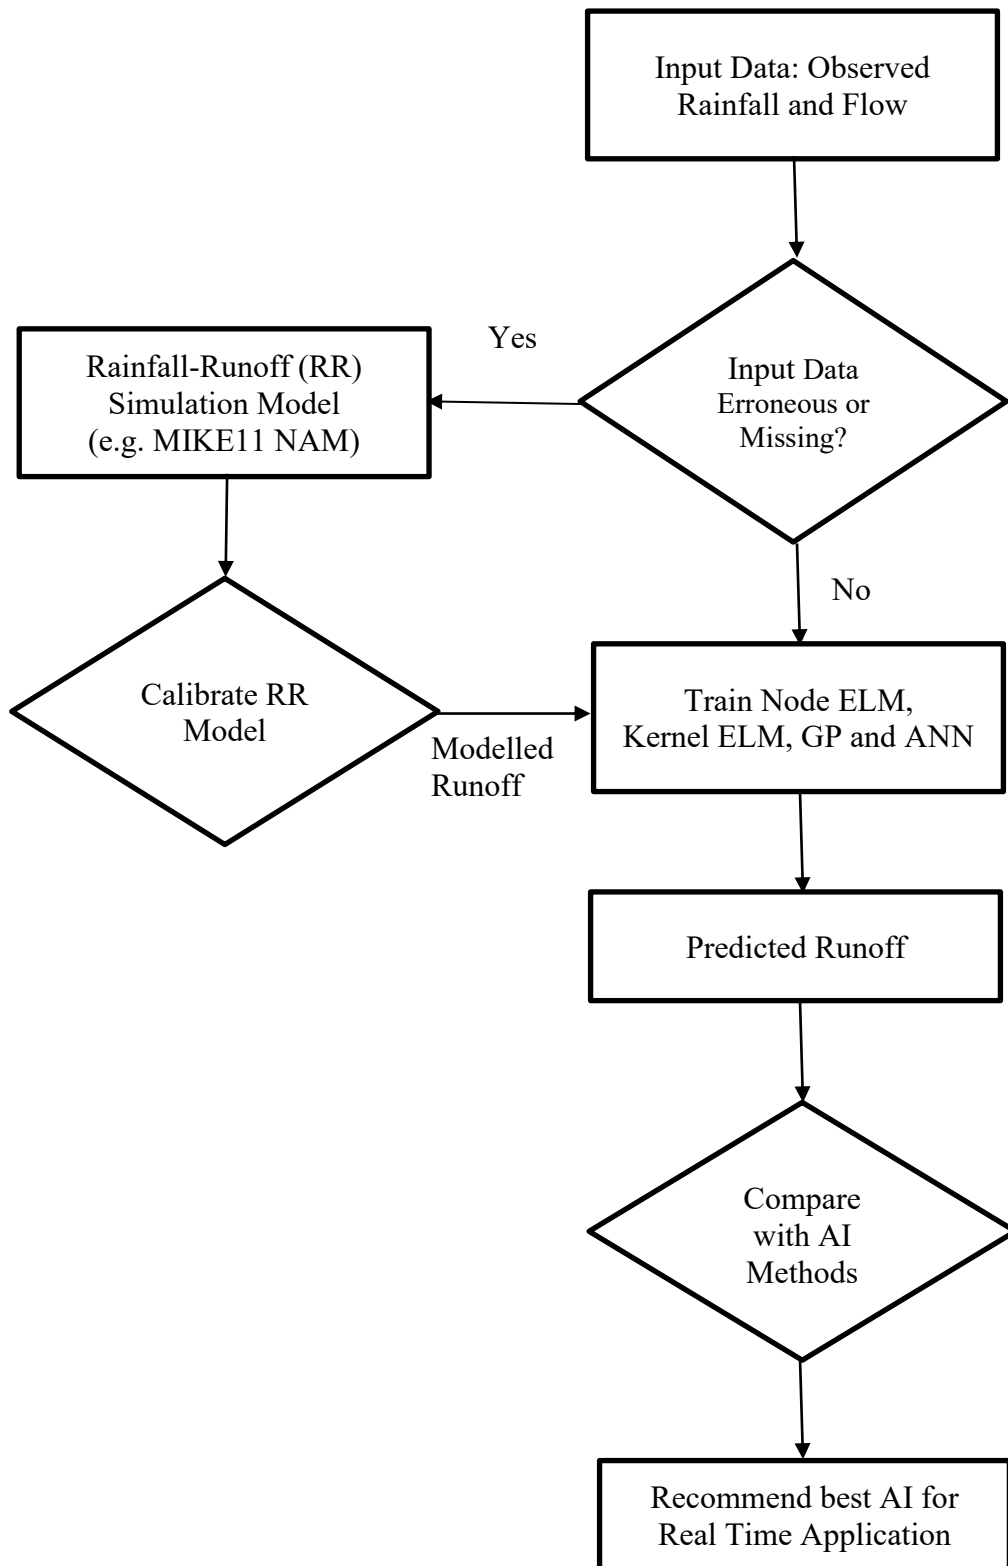 Input Data: Observed
Rainfall and Flow
Yes
Rainfall-Runoff (RR)
Simulation Model
(e.g. MIKE11 NAM)
Input Data
Erroneous or
Missing?
No
Calibrate RR
Model
Modelled
Runoff
Train Node ELM,
Kernel ELM, GP and ANN
Predicted Runoff
Compare
with AI
Methods
Recommend best AI for
Real Time Application